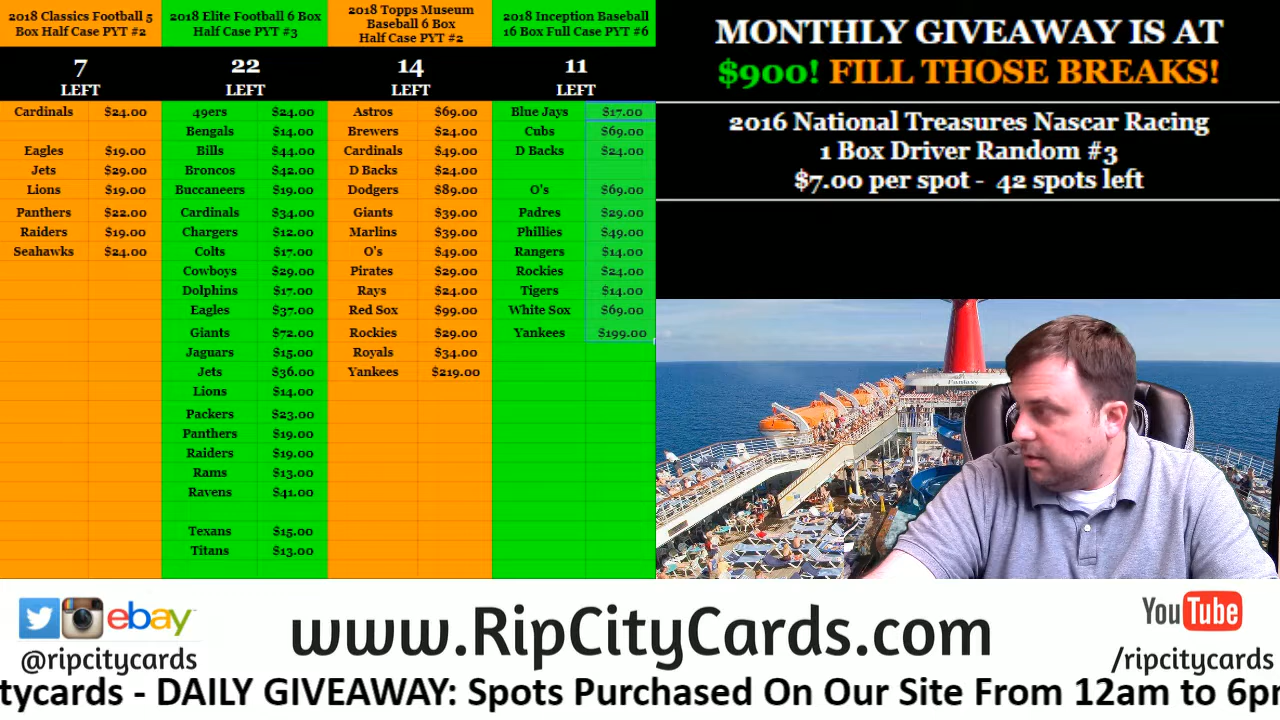 2018 Classics Football 5
Box Half Case PYT #2
7
LEFT
Cardinals $24.00
Eagles $19.00
Jets $29.00
Lions $19.00
Panthers $22.00
Raiders $19.00
Seahawks $24.00
2018 Elite Football 6 Box
Half Case PYT #3
22
LEFT
49ers $24.00
Bengals $14.00
Bills $44.00
Broncos $42.00
Buccaneers $19.00
Cardinals $34.00
Chargers $12.00
Colts $17.00
Cowboys $29.00
Dolphins $17.00
Eagles $37.00
Giants $72.00
Jaguars $15.00
Jets $36.00
Lions $14.00
Packers $23.00
Panthers $19.00
Raiders $19.00
Rams $13.00
Ravens $41.00
Texans $15.00
Titans $13.00
2018 Topps Museum
Baseball 6 Box
Half Case PYT #2
14
LEFT
Astros $69.00
Brewers $24.00
Cardinals $49.00
D Backs $24.00
Dodgers $89.00
Giants $39.00
Marlins $39.00
O's $49.00
Pirates $29.00
Rays $24.00
Red Sox $99.00
Rockies $29.00
Royals $34.00
Yankees $219.00
2018 Inception Baseball
16 Box Full Case PYT #6
11
LEFT
Blue Jays $17.00
Cubs $69.00
D Backs $24.00
O's $69.00
Padres $29.00
Phillies $49.00
Rangers $14.00
Rockies $24.00
Tigers $14.00
White Sox $69.00
Yankees $199.00
MONTHLY GIVEAWAY IS AT
$900! FILL THOSE BREAKS!
2016 National Treasures Nascar Racing
1 Box Driver Random #3
$7.00 per spot - 42 spots left
Fantasy
ebay
@ripcitycards
www.RipCityCards.com
YouTube
/ripcitycards
tycards - DAILY GIVEAWAY: Spots Purchased On Our Site From 12am to 6pm